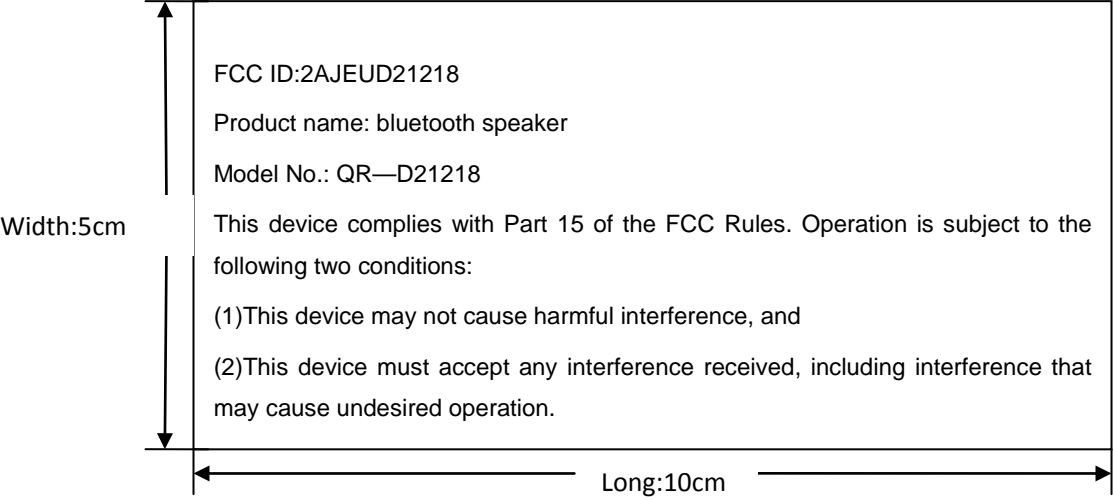 FCC ID:2AJEUD21218
Product name: bluetooth speaker
Model No.: QR—D21218
Width:5cm
This device complies with Part 15 of the FCC Rules. Operation is subject to the
following two conditions:
(1)This device may not cause harmful interference, and
(2)This device must accept any interference received, including interference that
may cause undesired operation.
Long:10cm